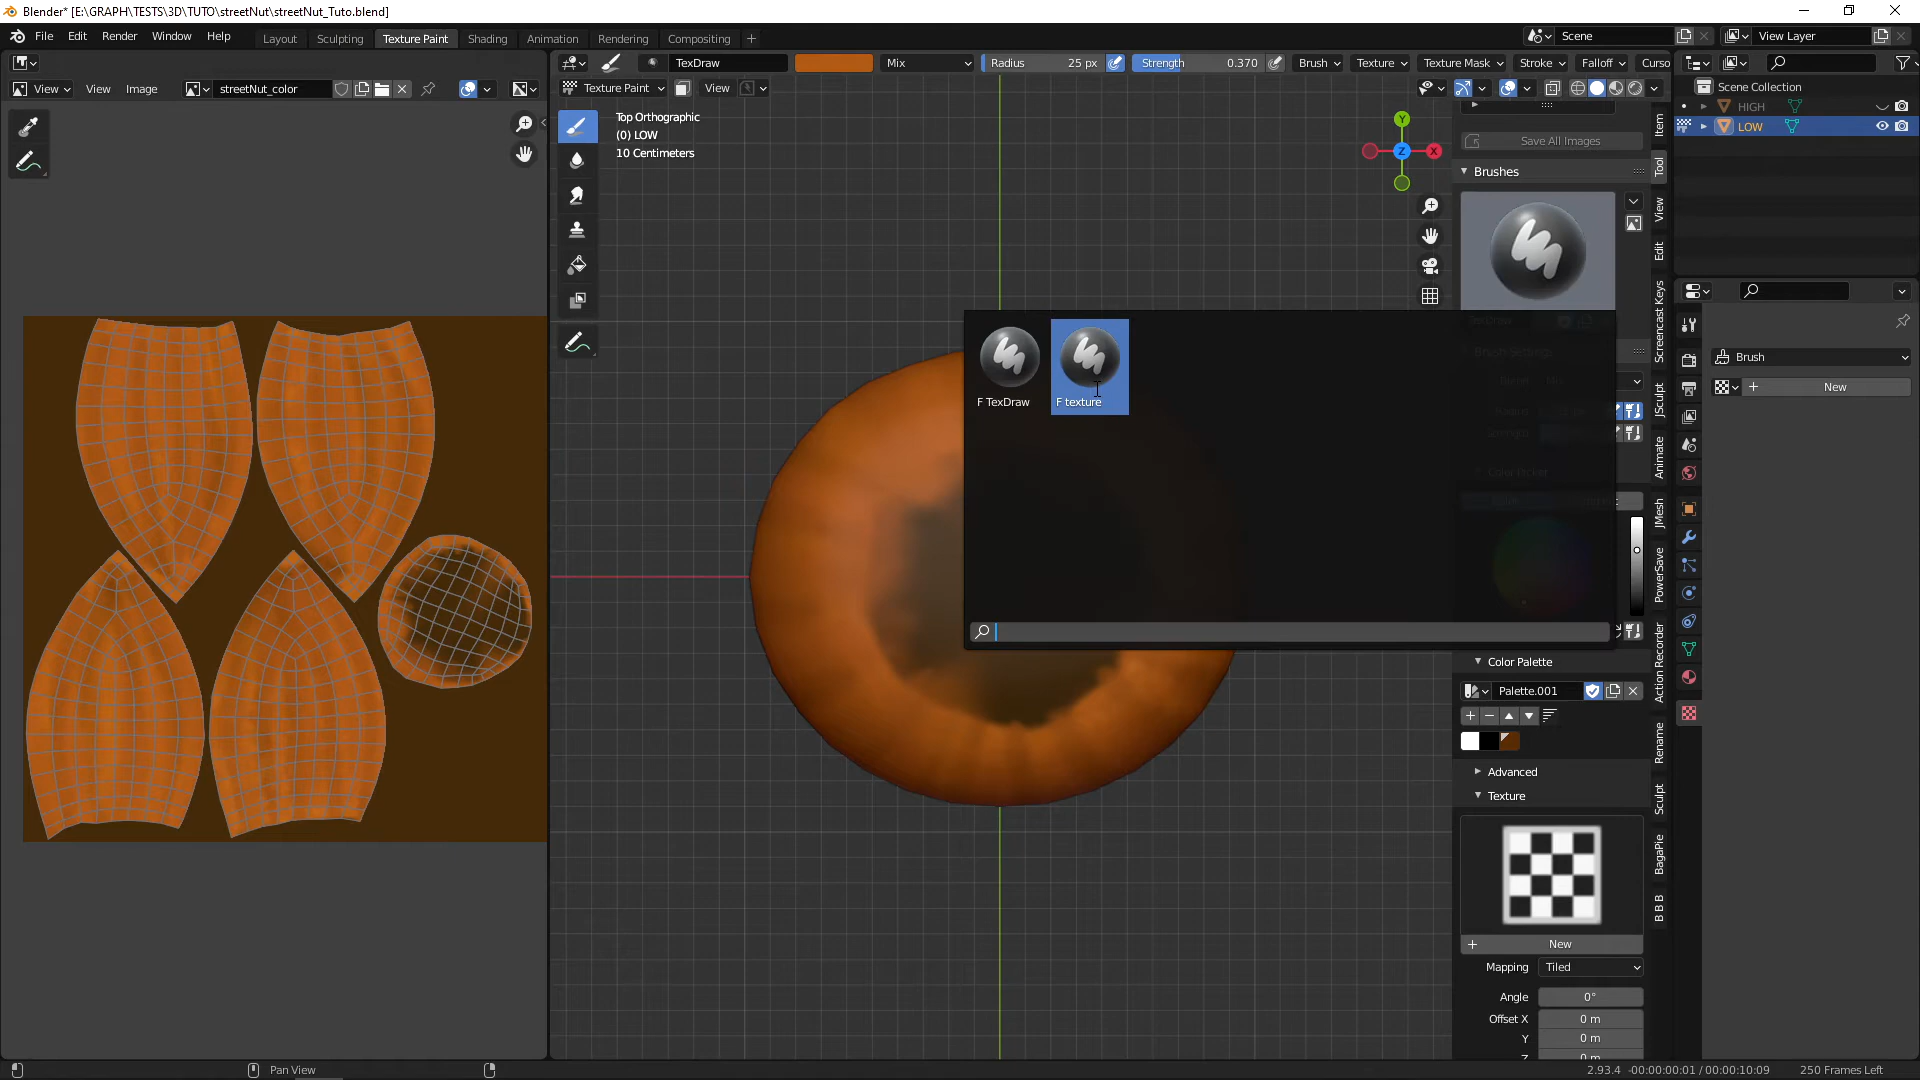 Blender* [E:\GRAPH\TESTS\3D\TUTO\streetNut\streetNut_Tuto.blend]
File Edit Render Window Help
Layout Sculpting Texture Paint Shading Animation Rendering Compositing +
Scene
View Layer
TexDraw Mix Radius 25 px Strength 0.370 Brush Texture Texture Mask Stroke Falloff Curso
View View Image streetNut_color
Texture Paint View
Top Orthographic
(0) LOW
10 Centimeters
Y
X
Z
Scene Collection
HIGH
LOW
Save All Images
Brushes
F TexDraw
F texture
Brush
+ New
Color Palette
Palette.001
Advanced
Texture
+ New
Mapping Tiled
Angle 0°
Offset X 0 m
Y 0 m
Z 0 m
Item
Tool
View
Edit
Screencast Keys
JSculpt
Animate
JMesh
PowerSave
Action Recorder
Rename
Sculpt
BagaPie
B B B
Pan View
2.93.4 -00:00:00:01 / 00:00:10:09 250 Frames Left